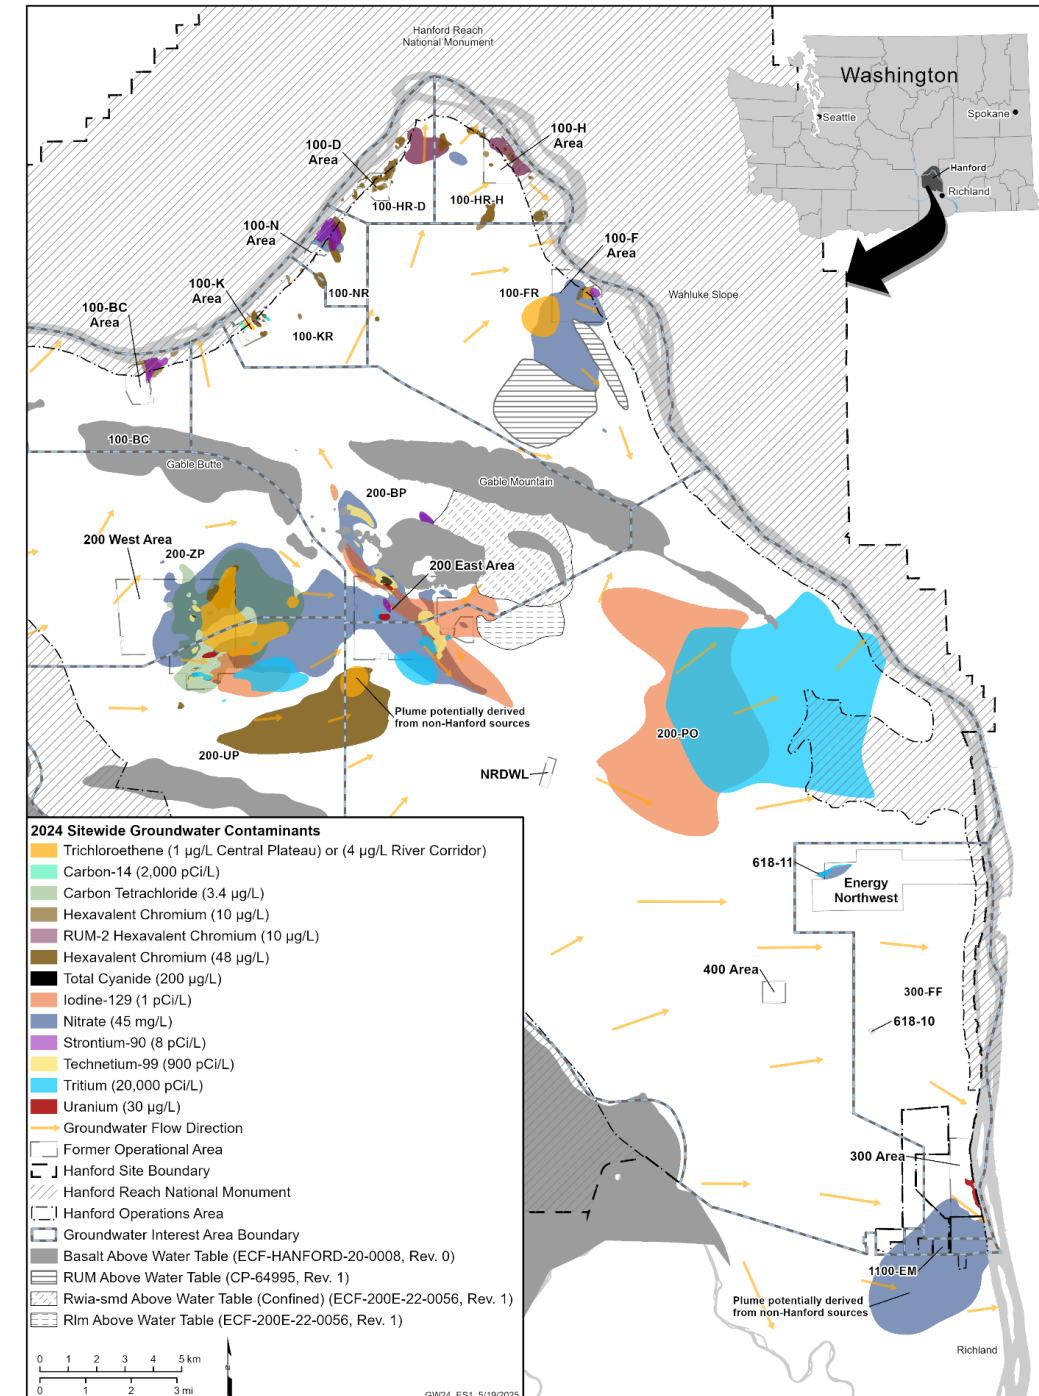 Hanford Reach
National Monument
Washington
Seattle
Spokane
Hanford
Richland
100-H
Area
100-D
Area
100-HR-D
100-HR-H
100-N
Area
100-F
Area
100-K
Area
100-NR
100-FR
Wahluke Slope
100-BC
Area
100-KR
100-BC
Gable Butte
Gable Mountain
200-BP
200 West Area
200-ZP
200 East Area
Plume potentially derived
from non-Hanford sources
200-UP
200-PO
NRDWL
618-11
Energy
Northwest
400 Area
300-FF
618-10
300 Area
1100-EM
Plume potentially derived
from non-Hanford sources
Richland
2024 Sitewide Groundwater Contaminants
Trichloroethene (1 µg/L Central Plateau) or (4 µg/L River Corridor)
Carbon-14 (2,000 pCi/L)
Carbon Tetrachloride (3.4 µg/L)
Hexavalent Chromium (10 µg/L)
RUM-2 Hexavalent Chromium (10 µg/L)
Hexavalent Chromium (48 µg/L)
Total Cyanide (200 µg/L)
Iodine-129 (1 pCi/L)
Nitrate (45 mg/L)
Strontium-90 (8 pCi/L)
Technetium-99 (900 pCi/L)
Tritium (20,000 pCi/L)
Uranium (30 µg/L)
Groundwater Flow Direction
Former Operational Area
Hanford Site Boundary
Hanford Reach National Monument
Hanford Operations Area
Groundwater Interest Area Boundary
Basalt Above Water Table (ECF-HANFORD-20-0008, Rev. 0)
RUM Above Water Table (CP-64995, Rev. 1)
Rwia-smd Above Water Table (Confined) (ECF-200E-22-0056, Rev. 1)
Rlm Above Water Table (ECF-200E-22-0056, Rev. 1)
0 1 2 3 4 5 km
0 1 2 3 mi
N
GW24_ES1_5/19/2025